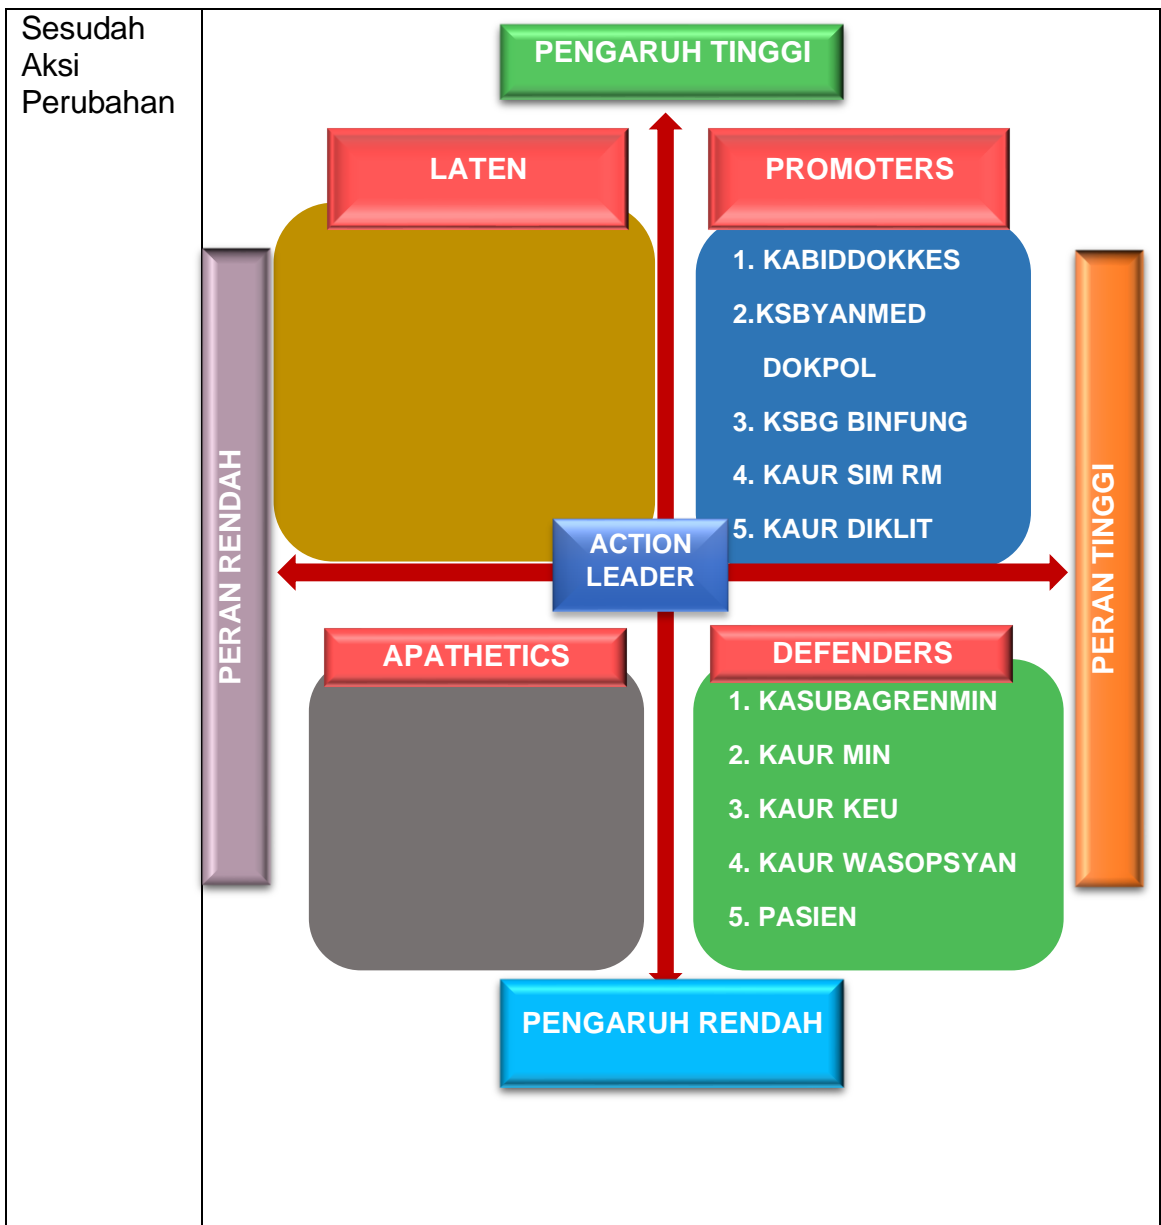 Sesudah
Aksi
Perubahan
PENGARUH TINGGI
LATEN
PROMOTERS
1. KABIDDOKKES
2.KSBYANMED
DOKPOL
3. KSBG BINFUNG
4. KAUR SIM RM
5. KAUR DIKLIT
PERAN RENDAH
ACTION
LEADER
PERAN TINGGI
APATHETICS
DEFENDERS
1. KASUBAGRENMIN
2. KAUR MIN
3. KAUR KEU
4. KAUR WASOPSYAN
5. PASIEN
PENGARUH RENDAH